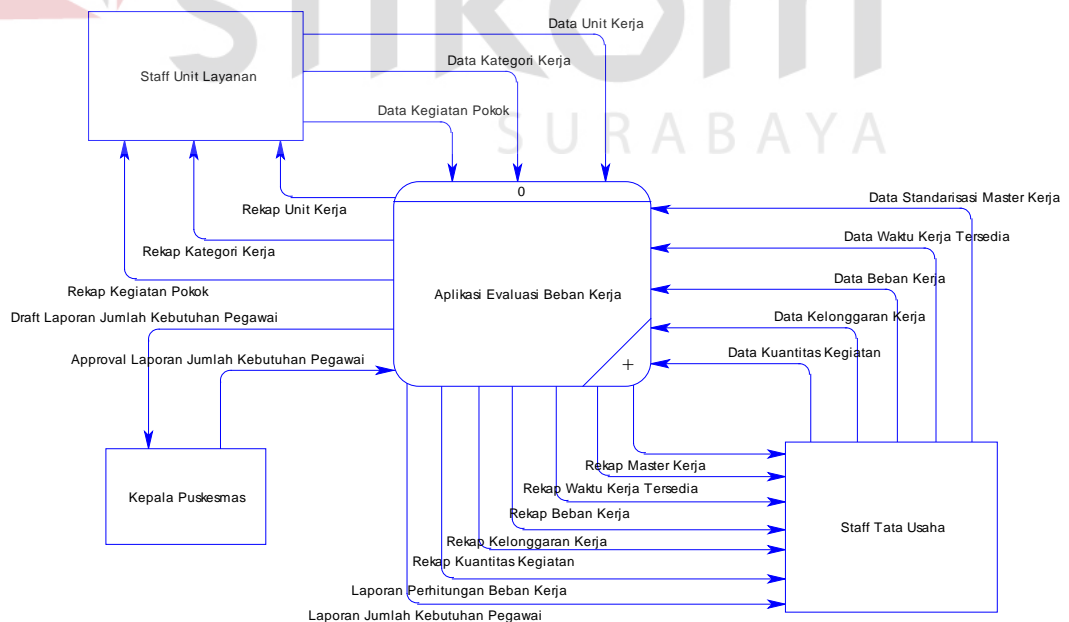 stikom
SURABAYA
Data Unit Kerja
Staff Unit Layanan
Data Kategori Kerja
Data Kegiatan Pokok
0
Rekap Unit Kerja
Rekap Kategori Kerja
Rekap Kegiatan Pokok
Data Standarisasi Master Kerja
Data Waktu Kerja Tersedia
Data Beban Kerja
Aplikasi Evaluasi Beban Kerja
Draft Laporan Jumlah Kebutuhan Pegawai
Data Kelonggaran Kerja
Approval Laporan Jumlah Kebutuhan Pegawai
Data Kuantitas Kegiatan
+
Kepala Puskesmas
Rekap Master Kerja
Rekap Waktu Kerja Tersedia
Rekap Beban Kerja
Staff Tata Usaha
Rekap Kelonggaran Kerja
Rekap Kuantitas Kegiatan
Laporan Perhitungan Beban Kerja
Laporan Jumlah Kebutuhan Pegawai